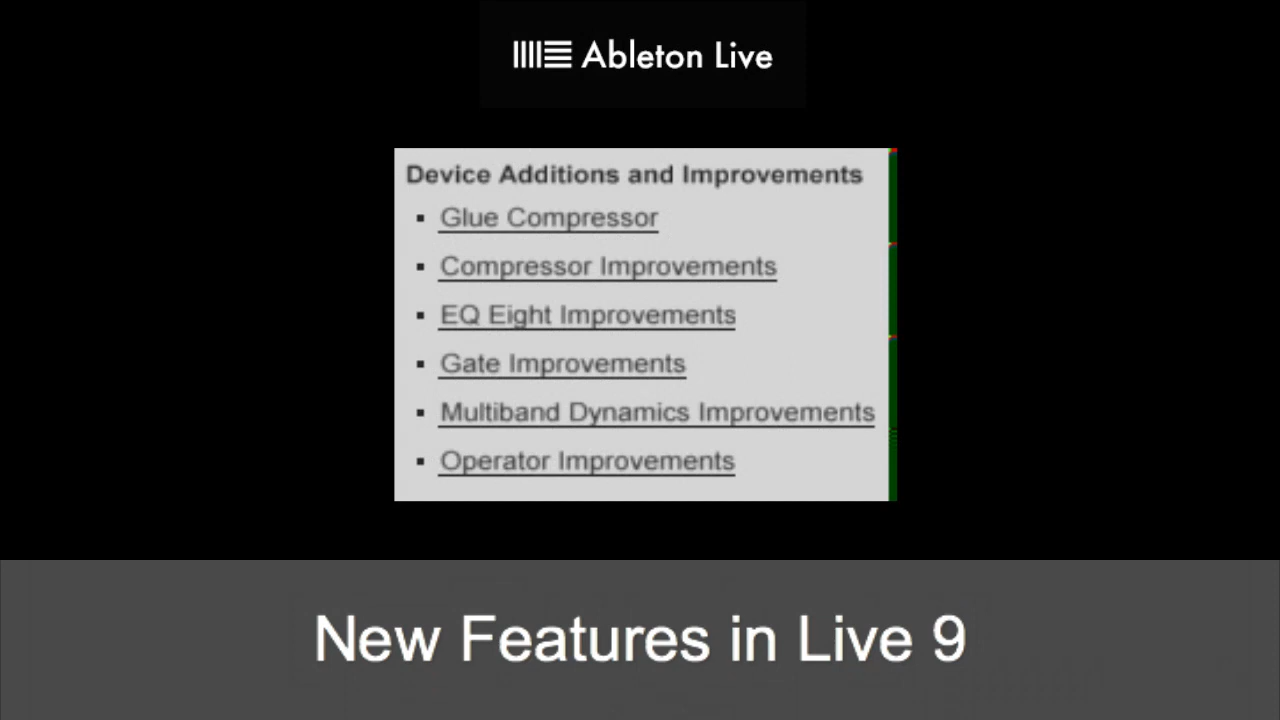 Ableton Live
Device Additions and Improvements
Glue Compressor
Compressor Improvements
EQ Eight Improvements
Gate Improvements
Multiband Dynamics Improvements
Operator Improvements
New Features in Live 9